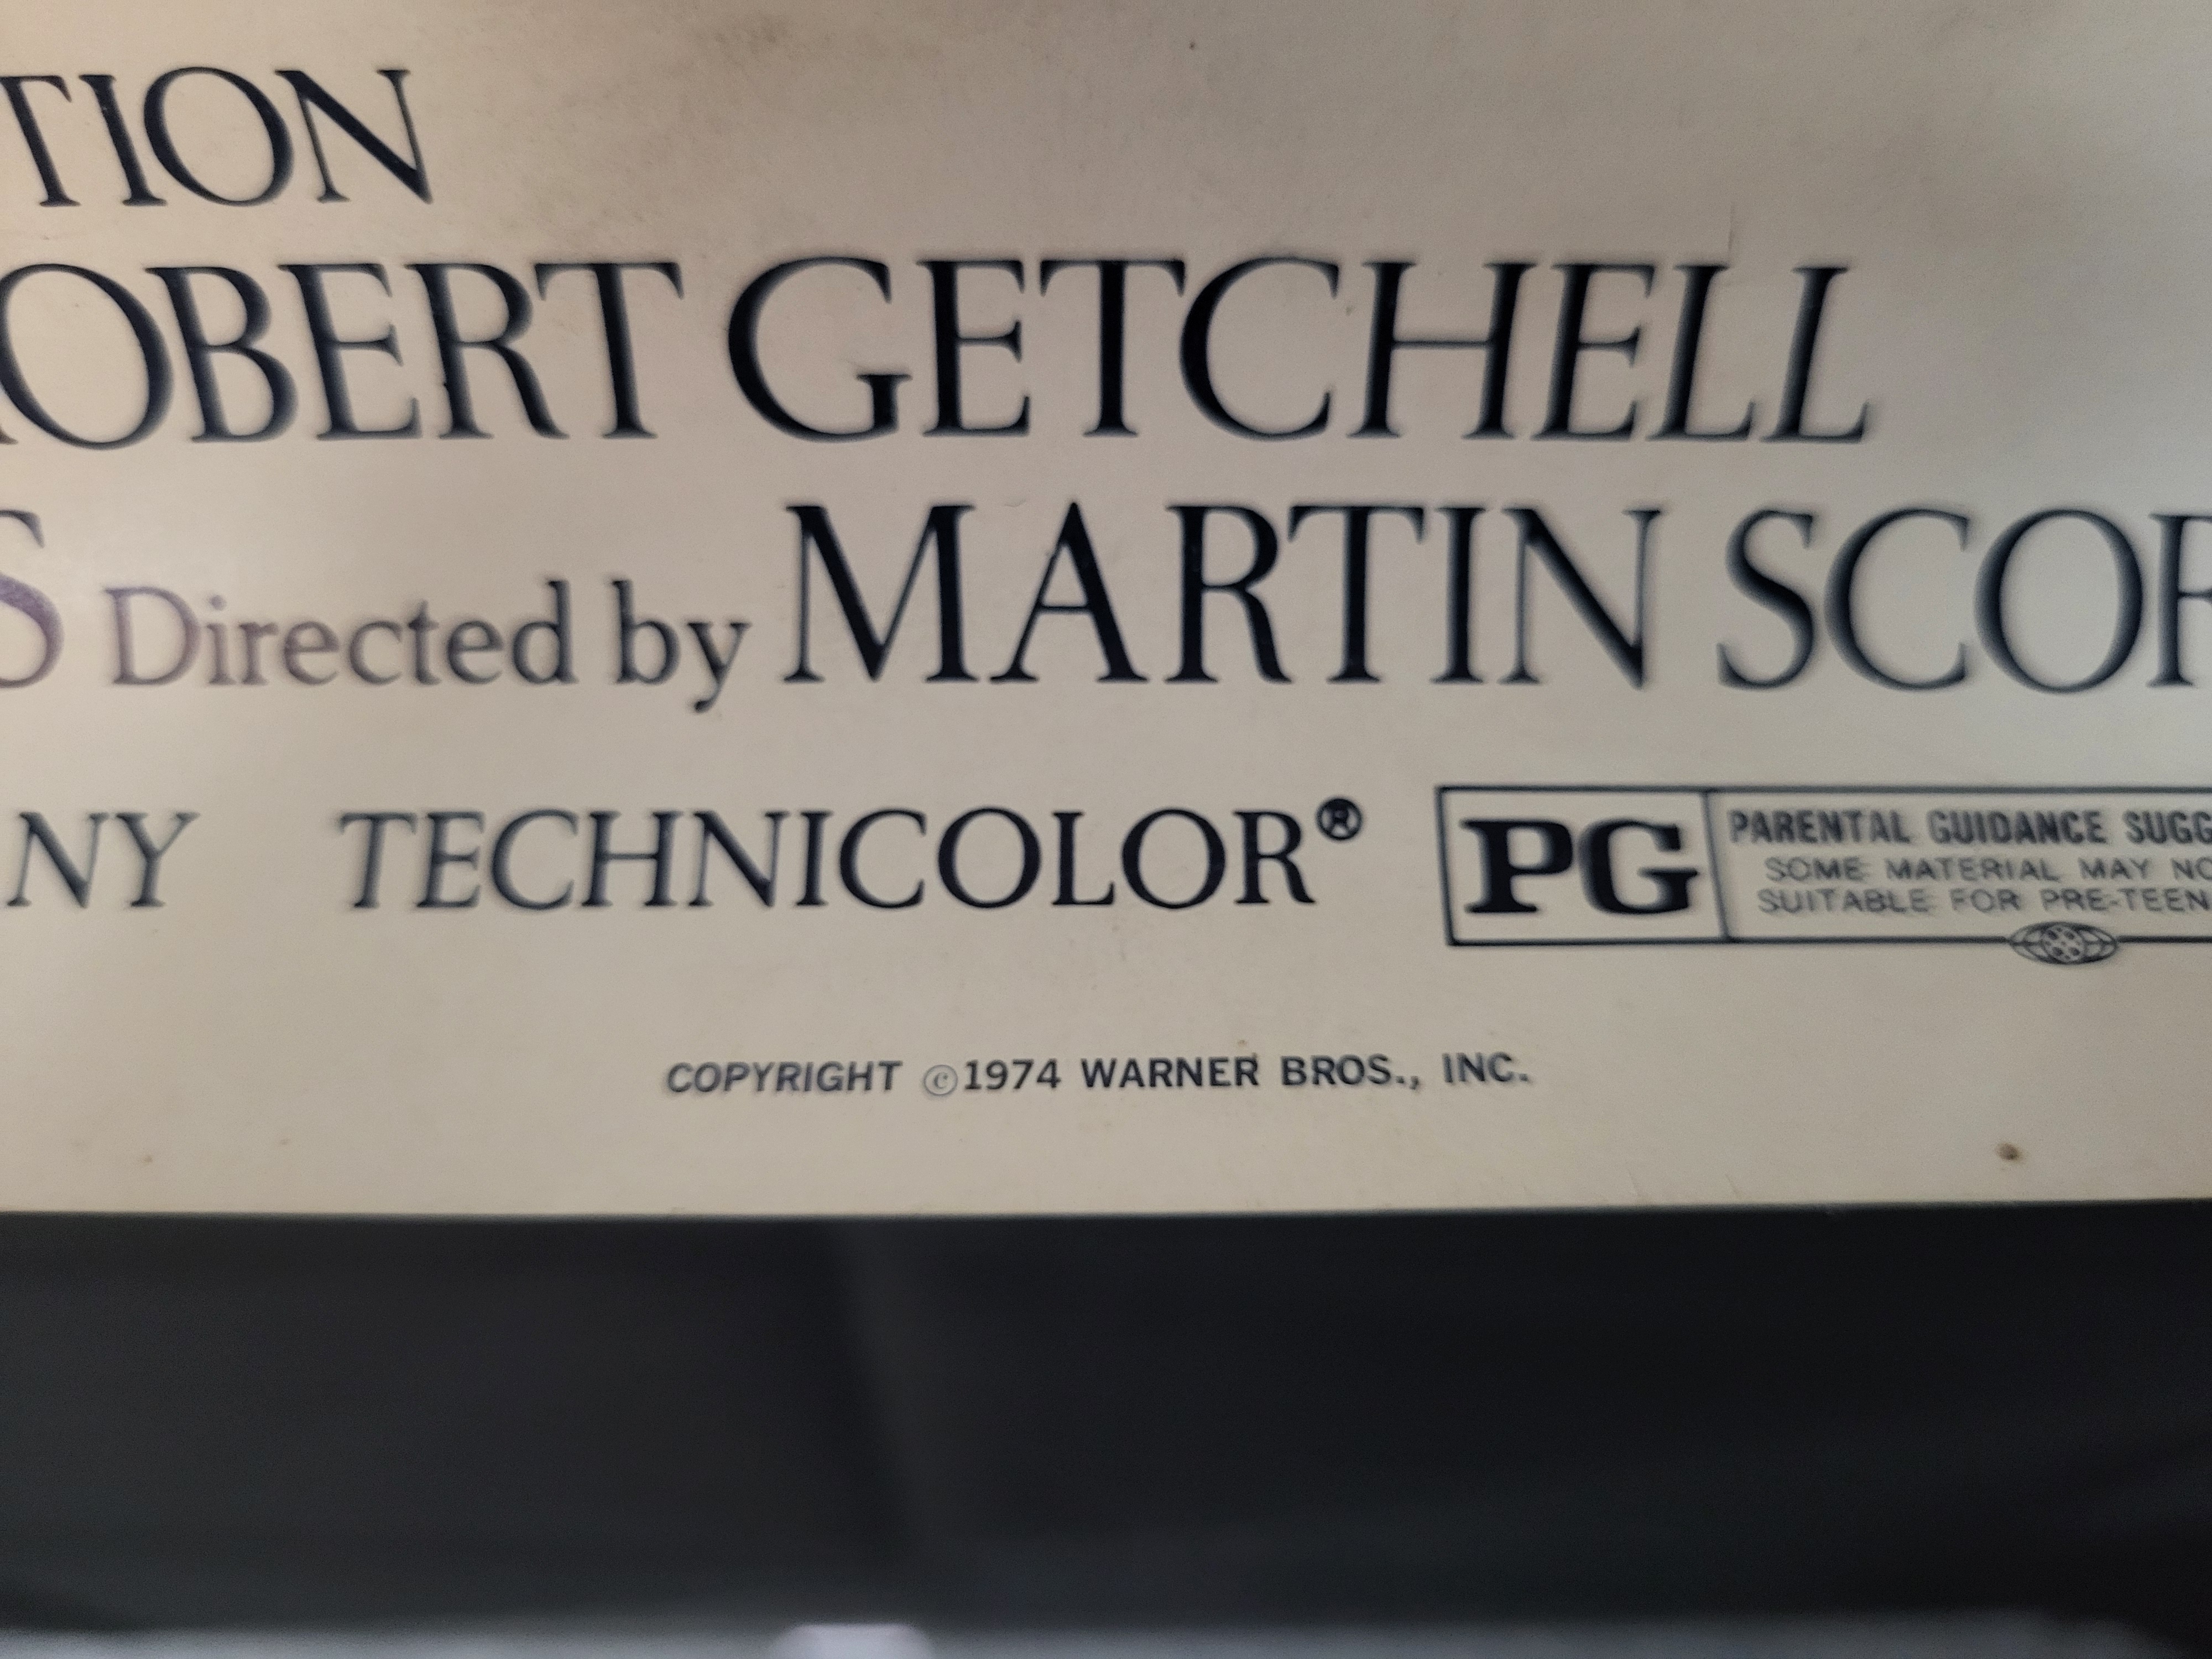 TION
OBERT GETCHELL
S Directed by MARTIN SCOR
NY TECHNICOLOR® PG PARENTAL GUIDANCE SUGG
SOME MATERIAL MAY NO
SUITABLE FOR PRE-TEEN
COPYRIGHT ©1974 WARNER BROS., INC.